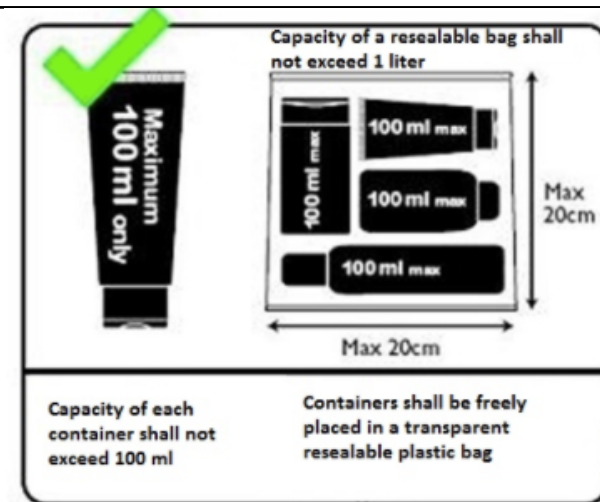 Capacity of a resealable bag shall
not exceed 1 liter
Maximum
100 ml only
100 ml max
100 ml max
100 ml max
100 ml max
Max
20cm
Max 20cm
Capacity of each
container shall not
exceed 100 ml
Containers shall be freely
placed in a transparent
resealable plastic bag